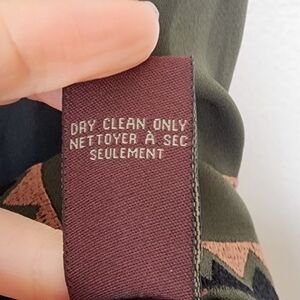 DRY CLEAN ONLY
NETTOYER À SEC
SEULEMENT